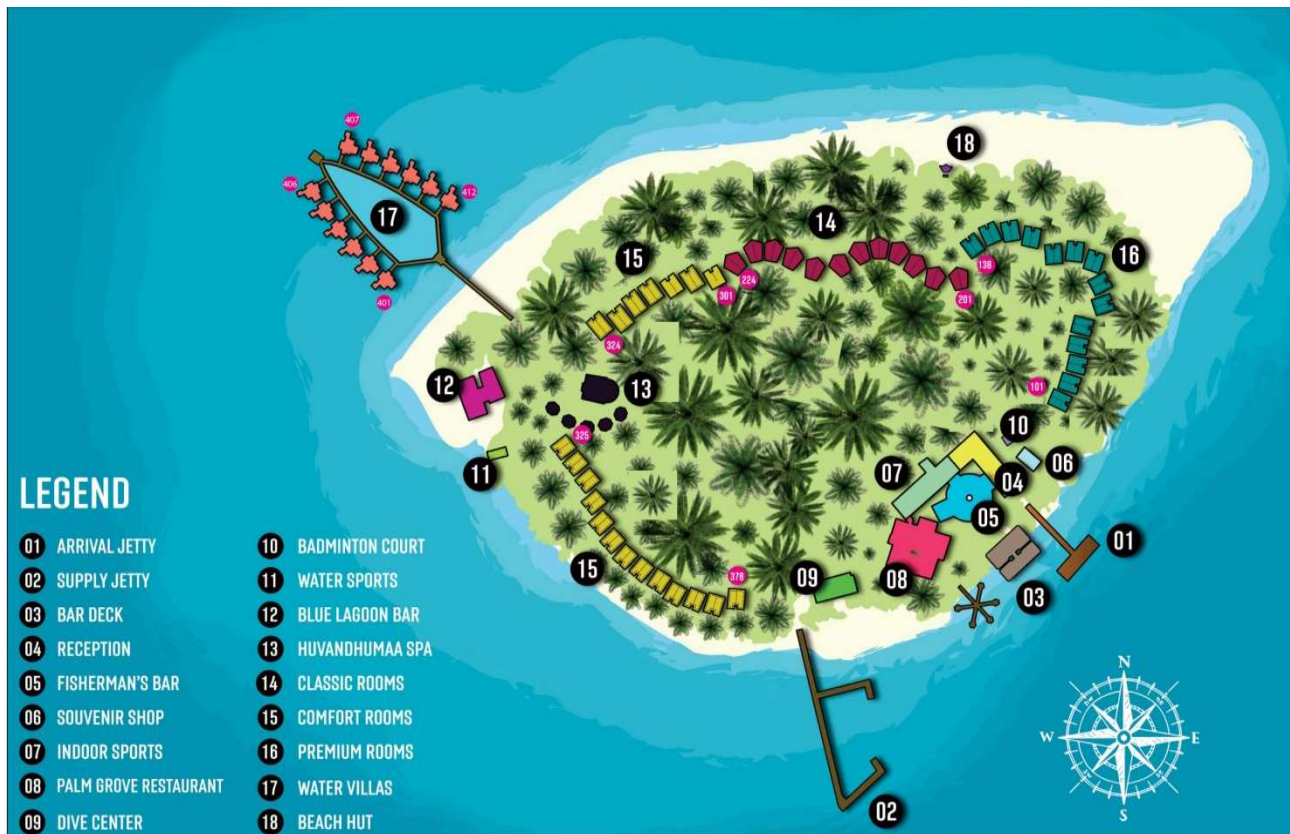 407
406
412
17
401
18
14
15
16
138
224
301
201
324
12
13
101
325
11
10
07
06
04
05
01
15
376
09
08
03
02
N
W
E
S
LEGEND
01 ARRIVAL JETTY
02 SUPPLY JETTY
03 BAR DECK
04 RECEPTION
05 FISHERMAN'S BAR
06 SOUVENIR SHOP
07 INDOOR SPORTS
08 PALM GROVE RESTAURANT
09 DIVE CENTER
10 BADMINTON COURT
11 WATER SPORTS
12 BLUE LAGOON BAR
13 HUVANDHUMAA SPA
14 CLASSIC ROOMS
15 COMFORT ROOMS
16 PREMIUM ROOMS
17 WATER VILLAS
18 BEACH HUT